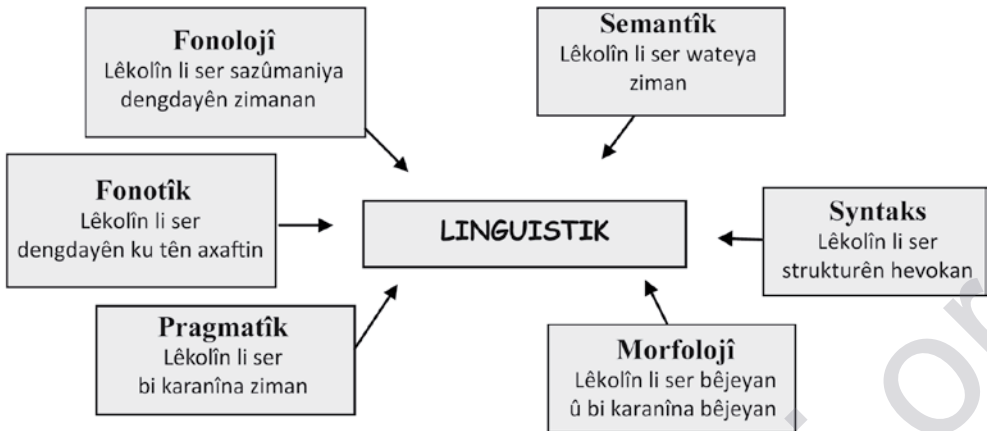 Fonolojî
Lêkolîn li ser sazûmaniya
dengdayên zimanan
Semantîk
Lêkolîn li ser wateya
ziman
Fonotîk
Lêkolîn li ser
dengdayên ku tên axaftin
LINGUISTIK
Syntaks
Lêkolîn li ser
strukturên hevokan
Pragmatîk
Lêkolîn li ser
bi karanîna ziman
Morfolojî
Lêkolîn li ser bêjeyan
û bi karanîna bêjeyan